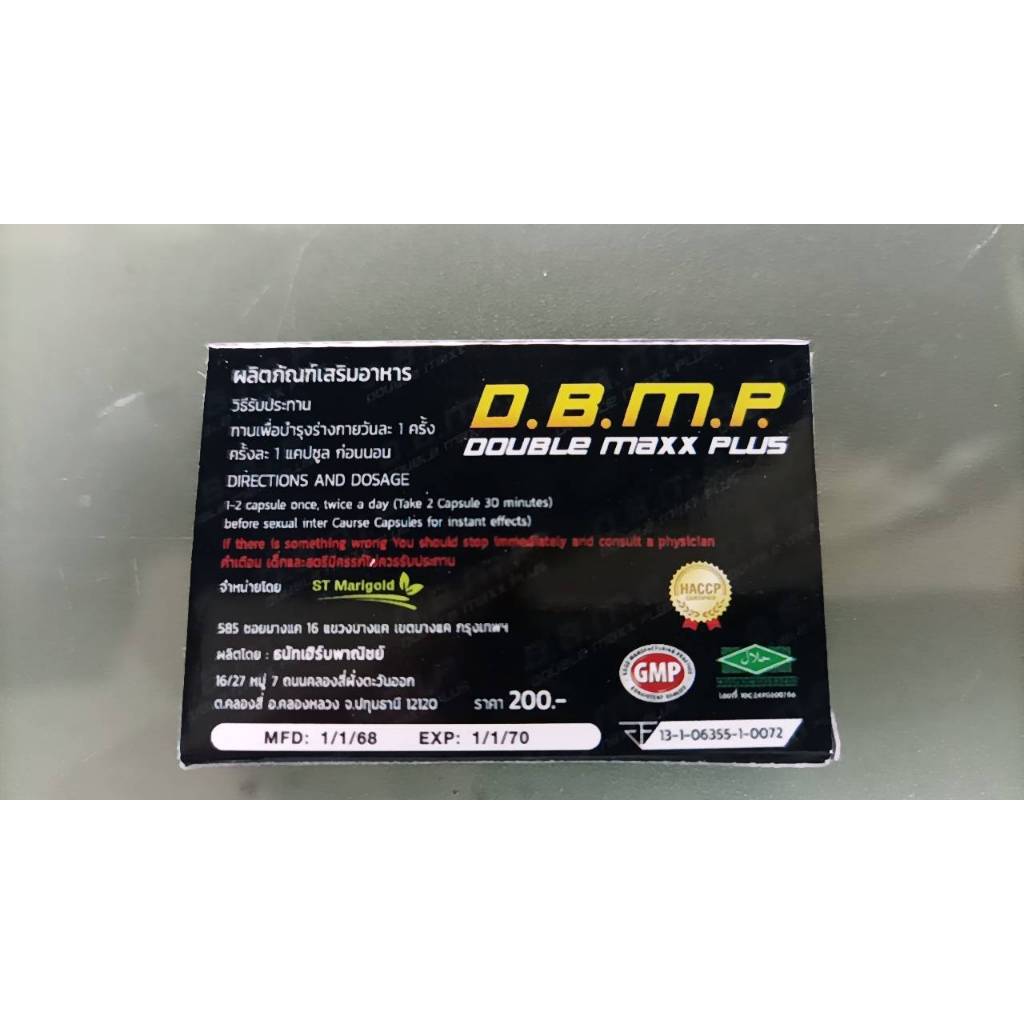 ผลิตภัณฑ์เสริมอาหาร
วิธีรับประทาน
ทานเพื่อบำรุงร่างกายวันละ 1 ครั้ง
ครั้งละ 1 แคปซูล ก่อนนอน
DIRECTIONS AND DOSAGE
1-2 capsule once, twice a day (Take 2 Capsule 30 minutes)
before sexual inter Caurse Capsules for instant effects)
If there is something wrong You should stop immediately and consult a physician
คำเตือน เด็กและสตรีมีครรภ์ไม่ควรรับประทาน
D.B.M.P.
DOUBLE MAXX PLUS
จำหน่ายโดย ST Marigold
585 ซอยบางแค 16 แขวงบางแค เขตบางแค กรุงเทพฯ
ผลิตโดย : ธนัทเฮิร์บพาณิชย์
16/27 หมู่ 7 ถนนคลองสี่ฝั่งตะวันออก
ต.คลองสี่ อ.คลองหลวง จ.ปทุมธานี 12120
ราคา 200.-
HACCP
GMP
حلال
MFD: 1/1/68 EXP: 1/1/70
13-1-06355-1-0072